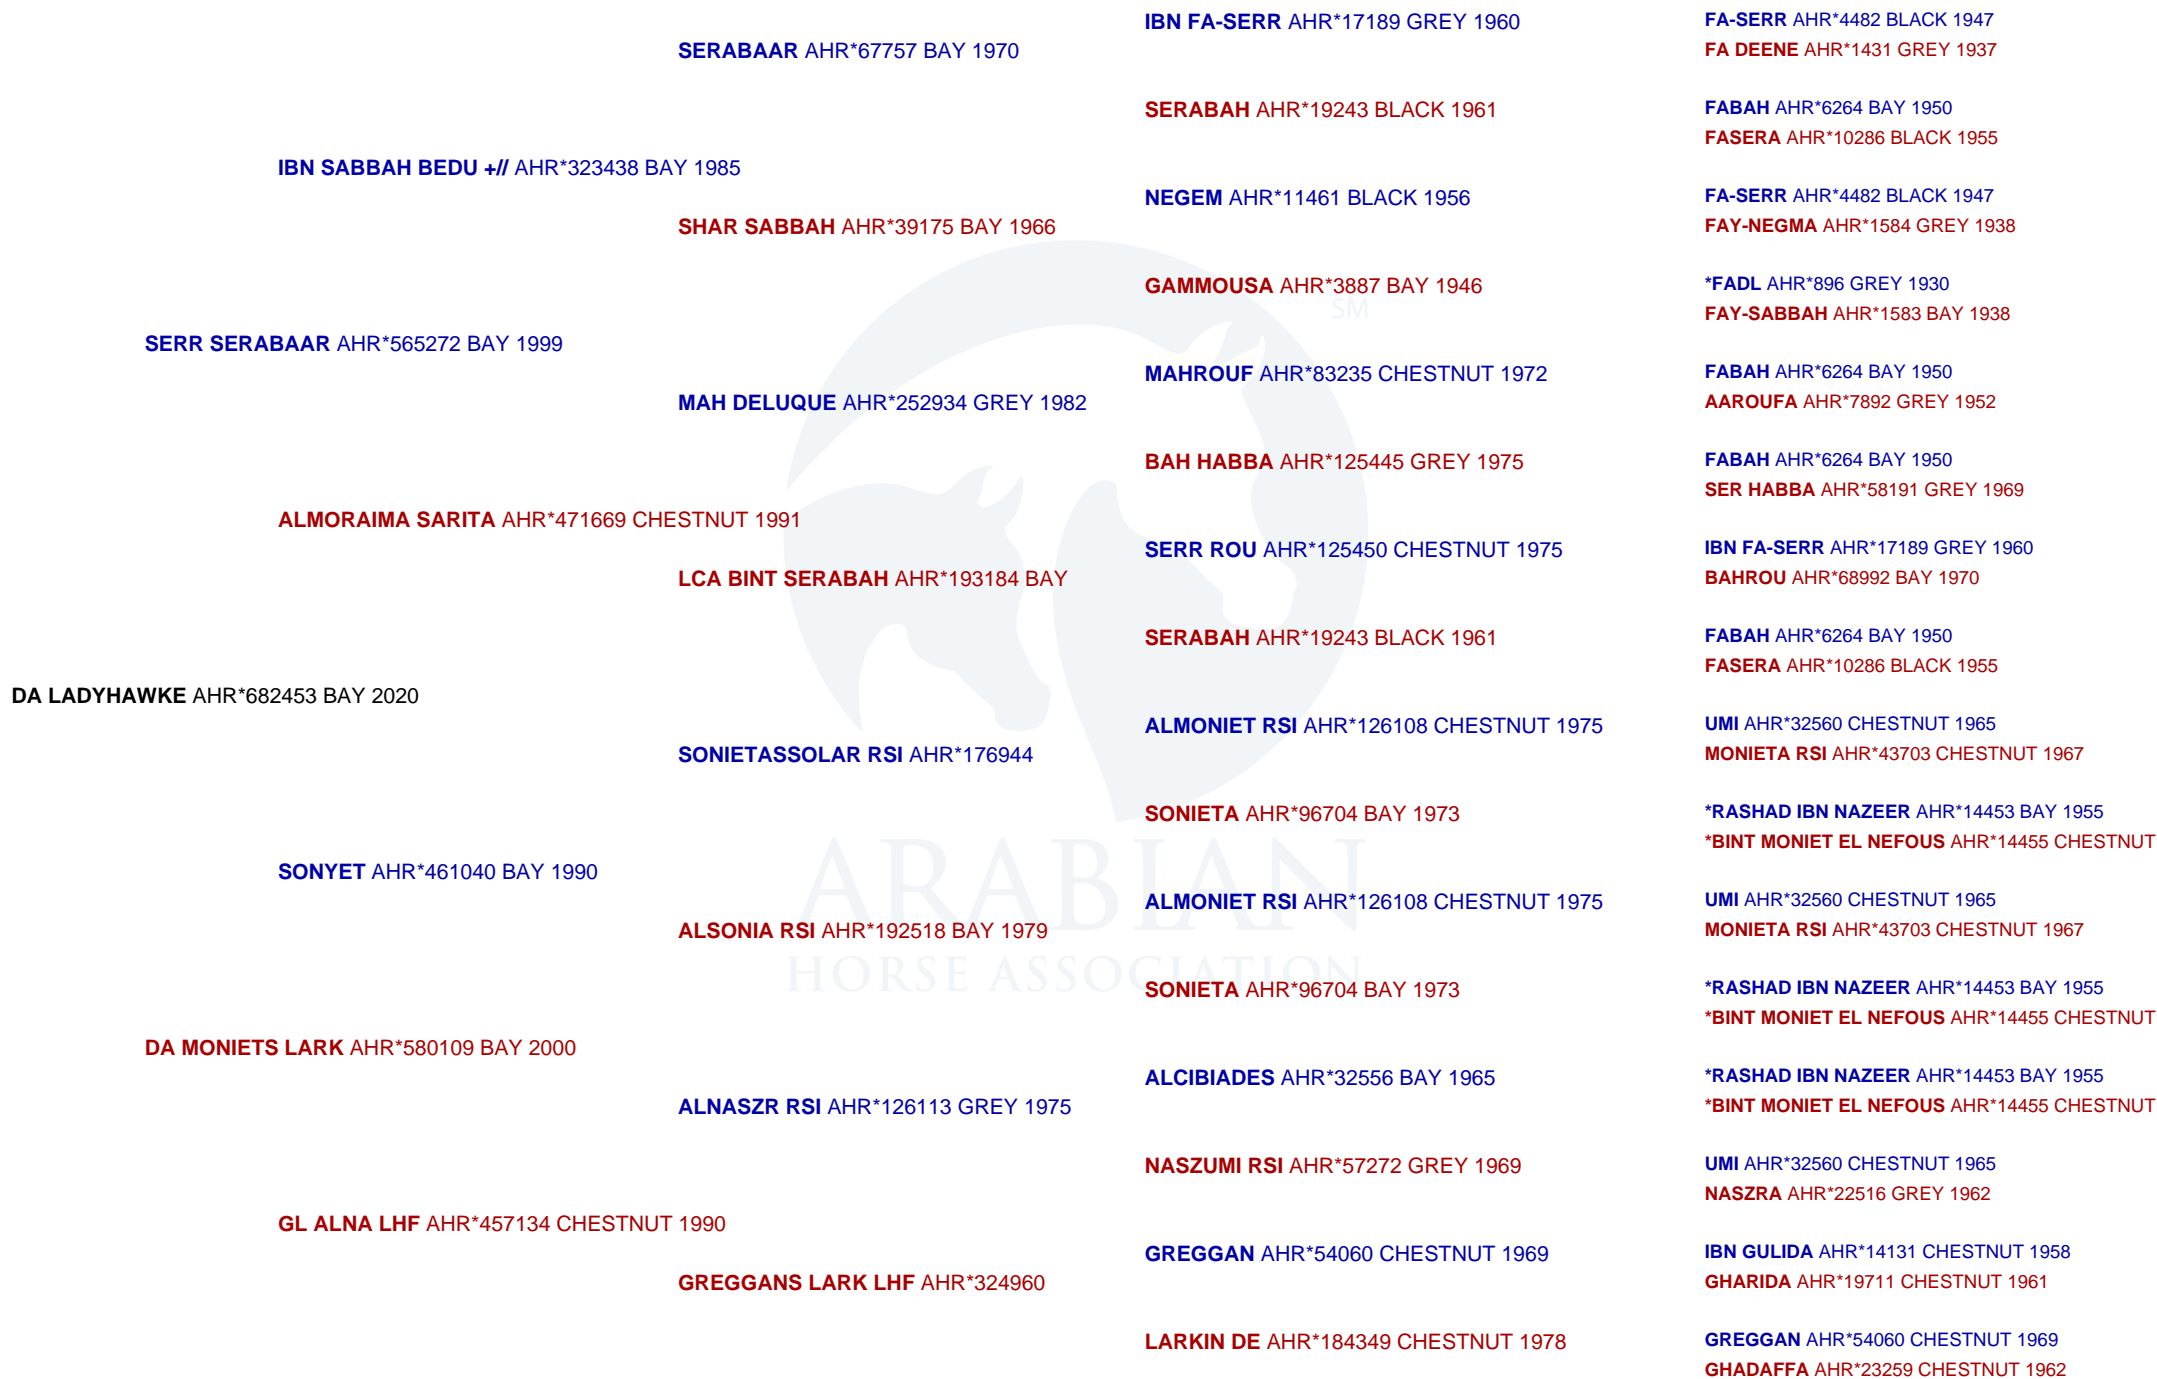 IBN FA-SERR AHR*17189 GREY 1960
FA-SERR AHR*4482 BLACK 1947
SERABAAR AHR*67757 BAY 1970
FA DEENE AHR*1431 GREY 1937
SERABAH AHR*19243 BLACK 1961
FABAH AHR*6264 BAY 1950
FASERA AHR*10286 BLACK 1955
IBN SABBAH BEDU +// AHR*323438 BAY 1985
NEGEM AHR*11461 BLACK 1956
FA-SERR AHR*4482 BLACK 1947
SHAR SABBAH AHR*39175 BAY 1966
FAY-NEGMA AHR*1584 GREY 1938
GAMMOUSA AHR*3887 BAY 1946
*FADL AHR*896 GREY 1930
SM
FAY-SABBAH AHR*1583 BAY 1938
SERR SERABAAR AHR*565272 BAY 1999
MAHROUF AHR*83235 CHESTNUT 1972
FABAH AHR*6264 BAY 1950
MAH DELUQUE AHR*252934 GREY 1982
AAROUFA AHR*7892 GREY 1952
BAH HABBA AHR*125445 GREY 1975
FABAH AHR*6264 BAY 1950
SER HABBA AHR*58191 GREY 1969
ALMORAIMA SARITA AHR*471669 CHESTNUT 1991
SERR ROU AHR*125450 CHESTNUT 1975
IBN FA-SERR AHR*17189 GREY 1960
LCA BINT SERABAH AHR*193184 BAY
BAHROU AHR*68992 BAY 1970
SERABAH AHR*19243 BLACK 1961
FABAH AHR*6264 BAY 1950
FASERA AHR*10286 BLACK 1955
DA LADYHAWKE AHR*682453 BAY 2020
ALMONIET RSI AHR*126108 CHESTNUT 1975
UMI AHR*32560 CHESTNUT 1965
SONIETASSOLAR RSI AHR*176944
MONIETA RSI AHR*43703 CHESTNUT 1967
SONIETA AHR*96704 BAY 1973
*RASHAD IBN NAZEER AHR*14453 BAY 1955
*BINT MONIET EL NEFOUS AHR*14455 CHESTNUT
SONYET AHR*461040 BAY 1990
ARABIAN
ALMONIET RSI AHR*126108 CHESTNUT 1975
UMI AHR*32560 CHESTNUT 1965
ALSONIA RSI AHR*192518 BAY 1979
MONIETA RSI AHR*43703 CHESTNUT 1967
HORSE ASSOCIATION
SONIETA AHR*96704 BAY 1973
*RASHAD IBN NAZEER AHR*14453 BAY 1955
*BINT MONIET EL NEFOUS AHR*14455 CHESTNUT
DA MONIETS LARK AHR*580109 BAY 2000
ALCIBIADES AHR*32556 BAY 1965
*RASHAD IBN NAZEER AHR*14453 BAY 1955
ALNASZR RSI AHR*126113 GREY 1975
*BINT MONIET EL NEFOUS AHR*14455 CHESTNUT
NASZUMI RSI AHR*57272 GREY 1969
UMI AHR*32560 CHESTNUT 1965
NASZRA AHR*22516 GREY 1962
GL ALNA LHF AHR*457134 CHESTNUT 1990
GREGGAN AHR*54060 CHESTNUT 1969
IBN GULIDA AHR*14131 CHESTNUT 1958
GREGGANS LARK LHF AHR*324960
GHARIDA AHR*19711 CHESTNUT 1961
LARKIN DE AHR*184349 CHESTNUT 1978
GREGGAN AHR*54060 CHESTNUT 1969
GHADAFFA AHR*23259 CHESTNUT 1962